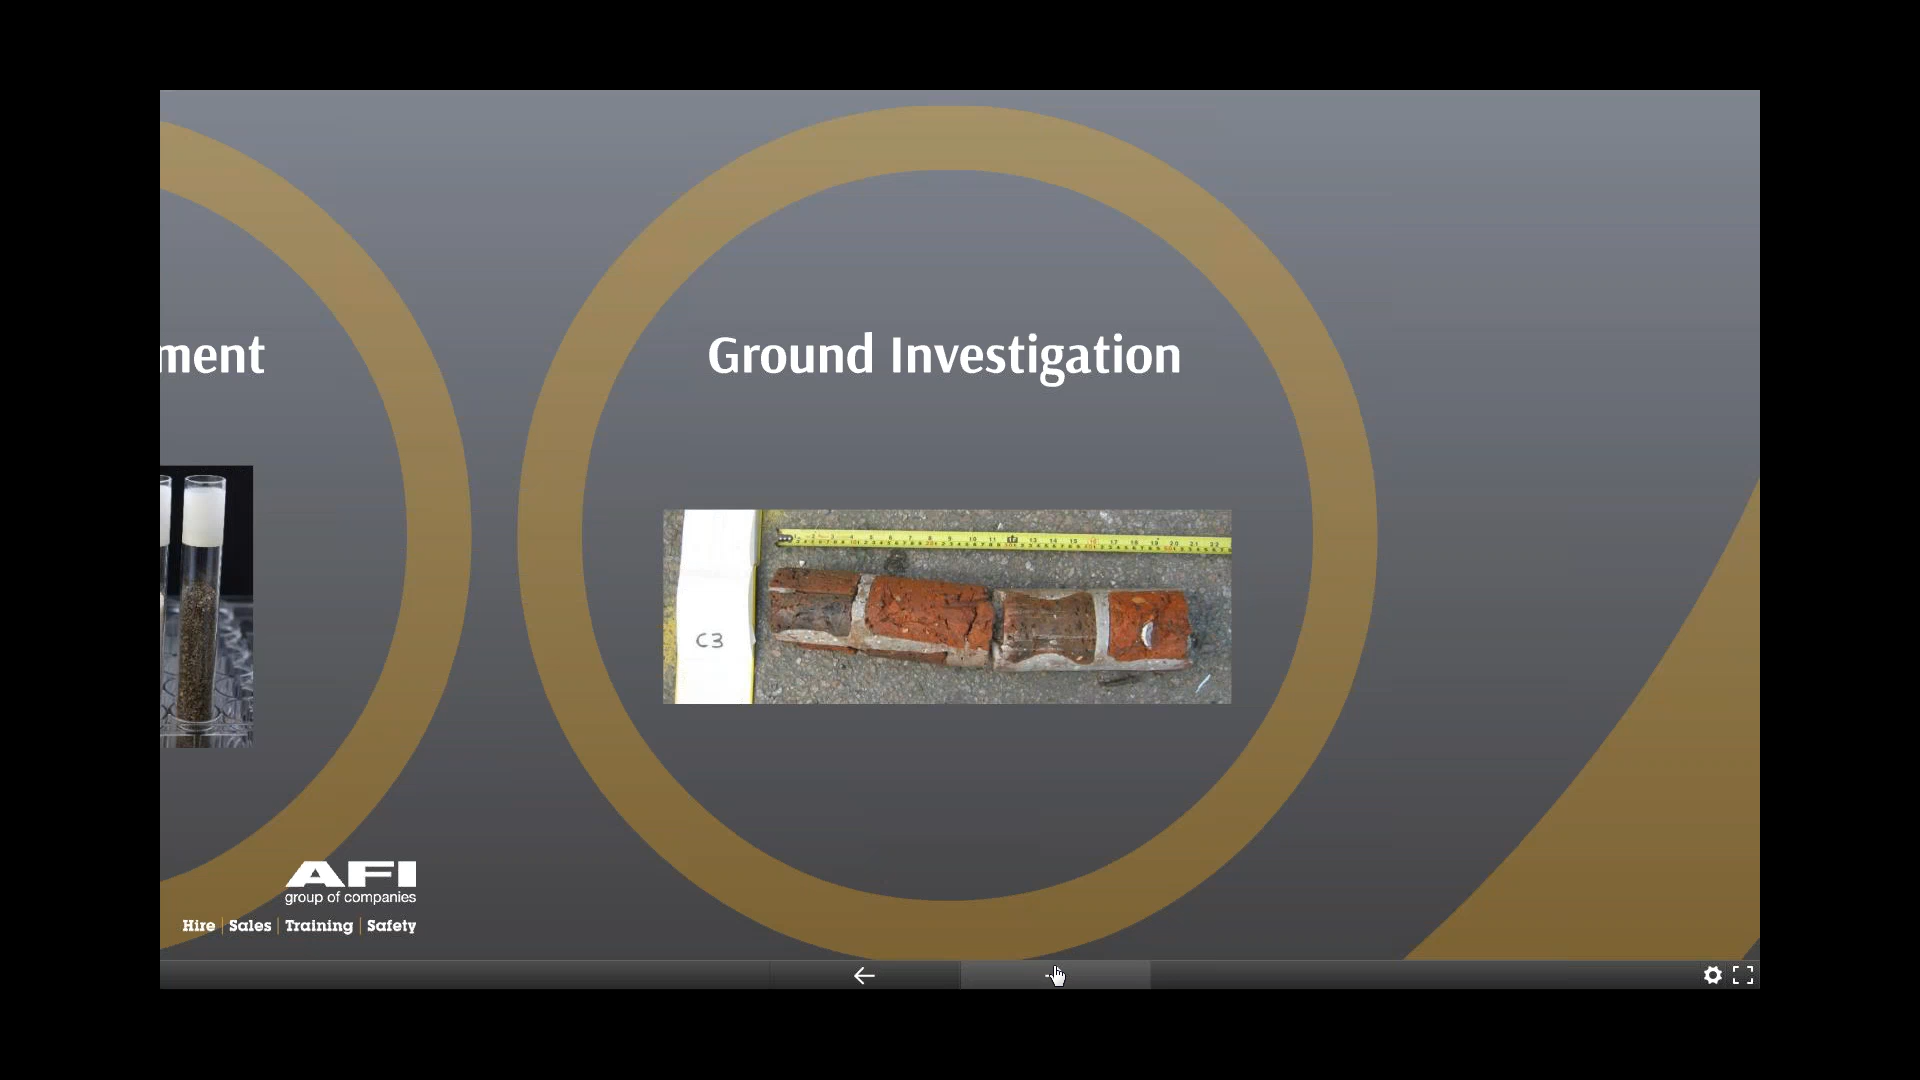 ment
Ground Investigation
C3
AFI
group of companies
Hire | Sales | Training | Safety